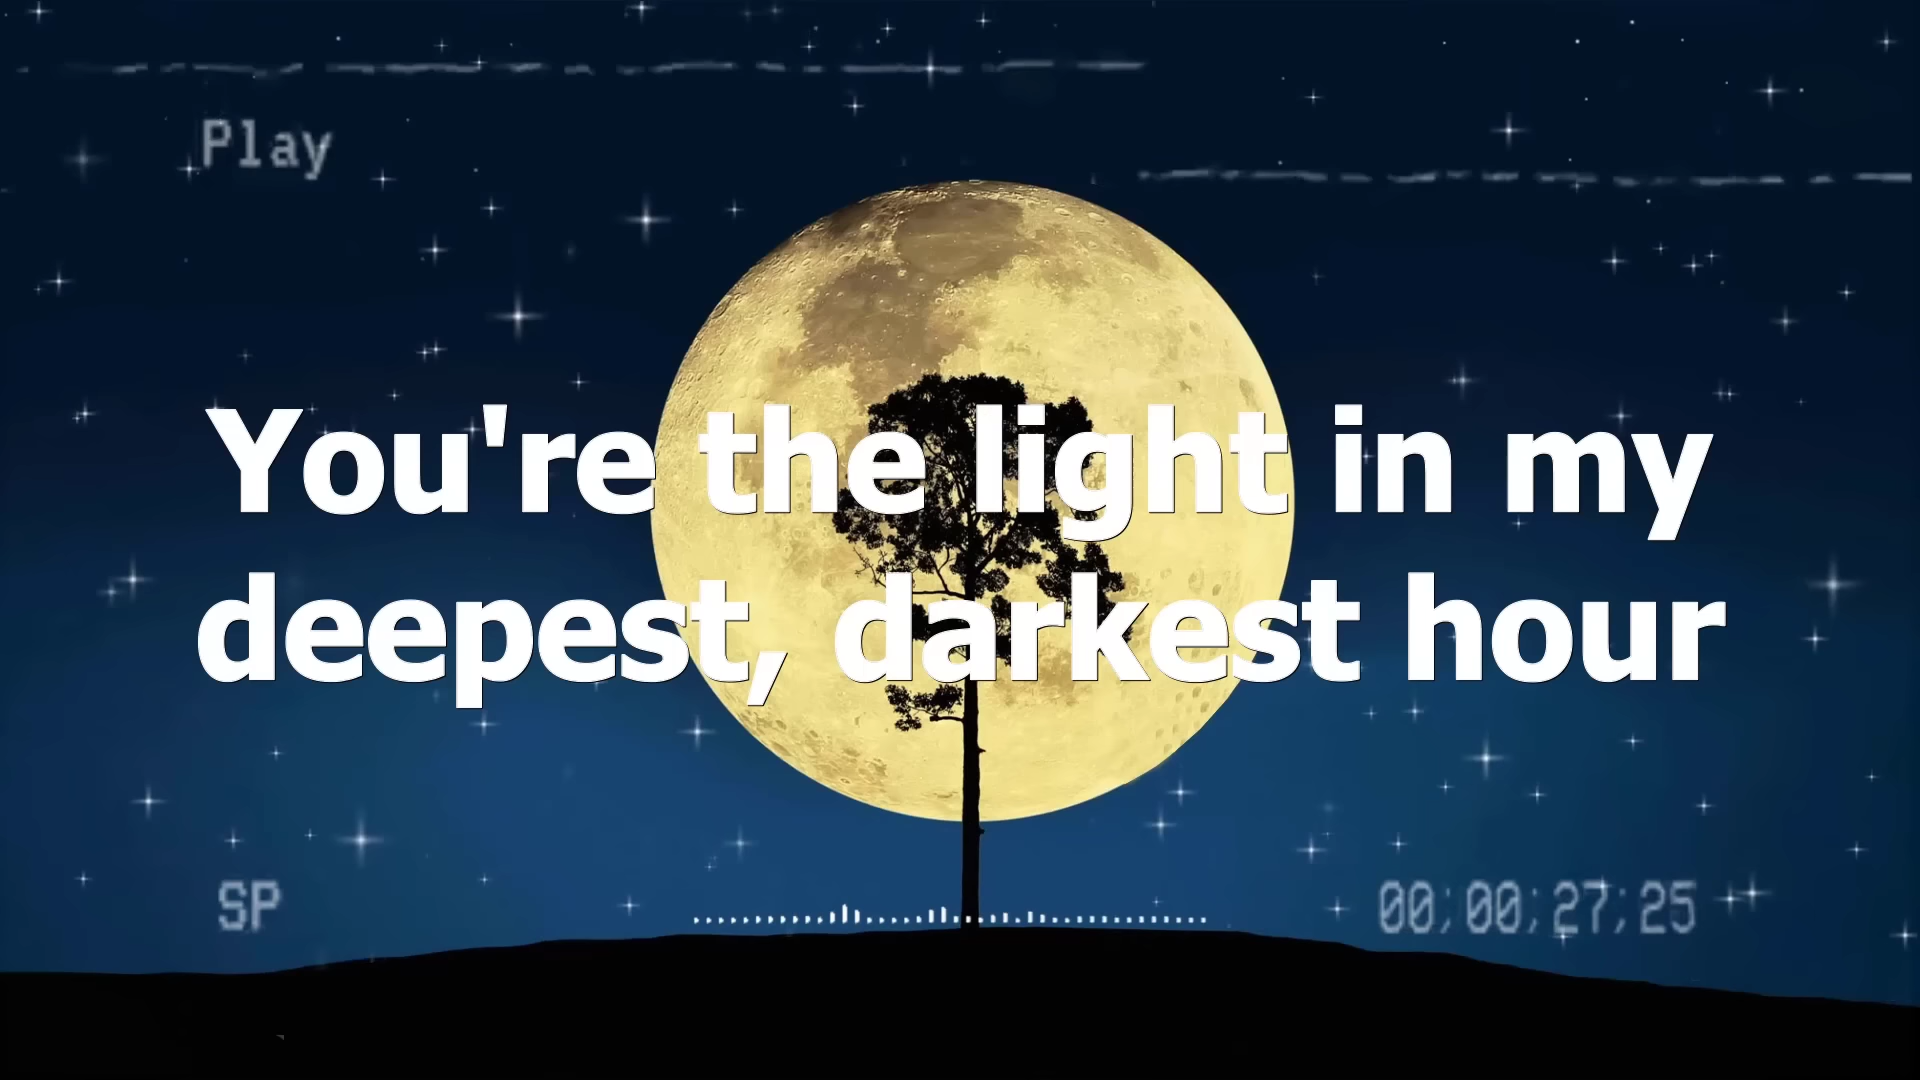 Play
You're the light in my
deepest, darkest hour
SP
00;00;27;25